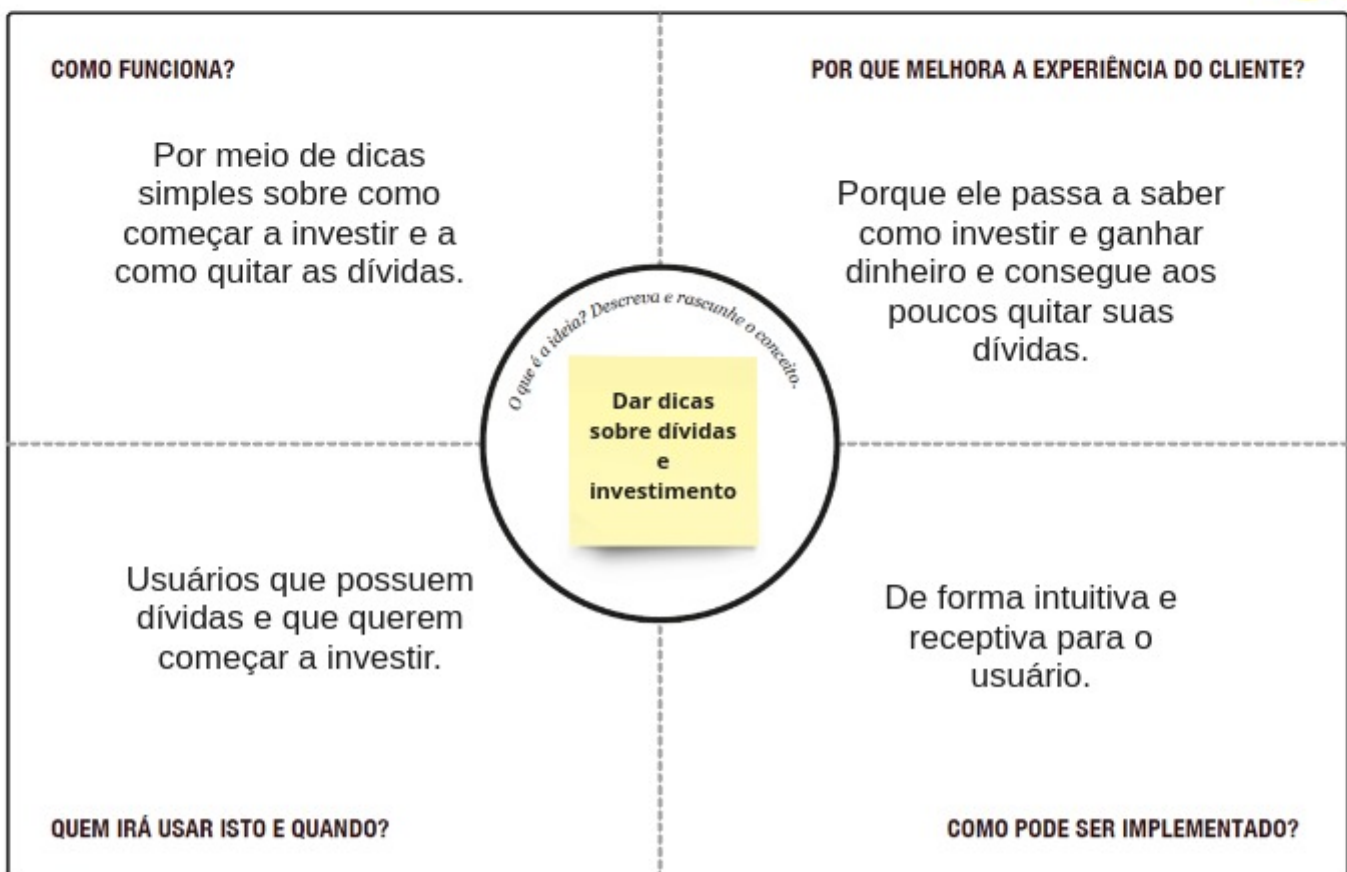 COMO FUNCIONA?
Por meio de dicas
simples sobre como
começar a investir e a
como quitar as dívidas.
POR QUE MELHORA A EXPERIÊNCIA DO CLIENTE?
Porque ele passa a saber
como investir e ganhar
dinheiro e consegue aos
poucos quitar suas
dívidas.
O que é a ideia? Descreva e rascunhe o conceito.
Dar dicas
sobre dívidas
e
investimento
Usuários que possuem
dívidas e que querem
começar a investir.
QUEM IRÁ USAR ISTO E QUANDO?
De forma intuitiva e
receptiva para o
usuário.
COMO PODE SER IMPLEMENTADO?